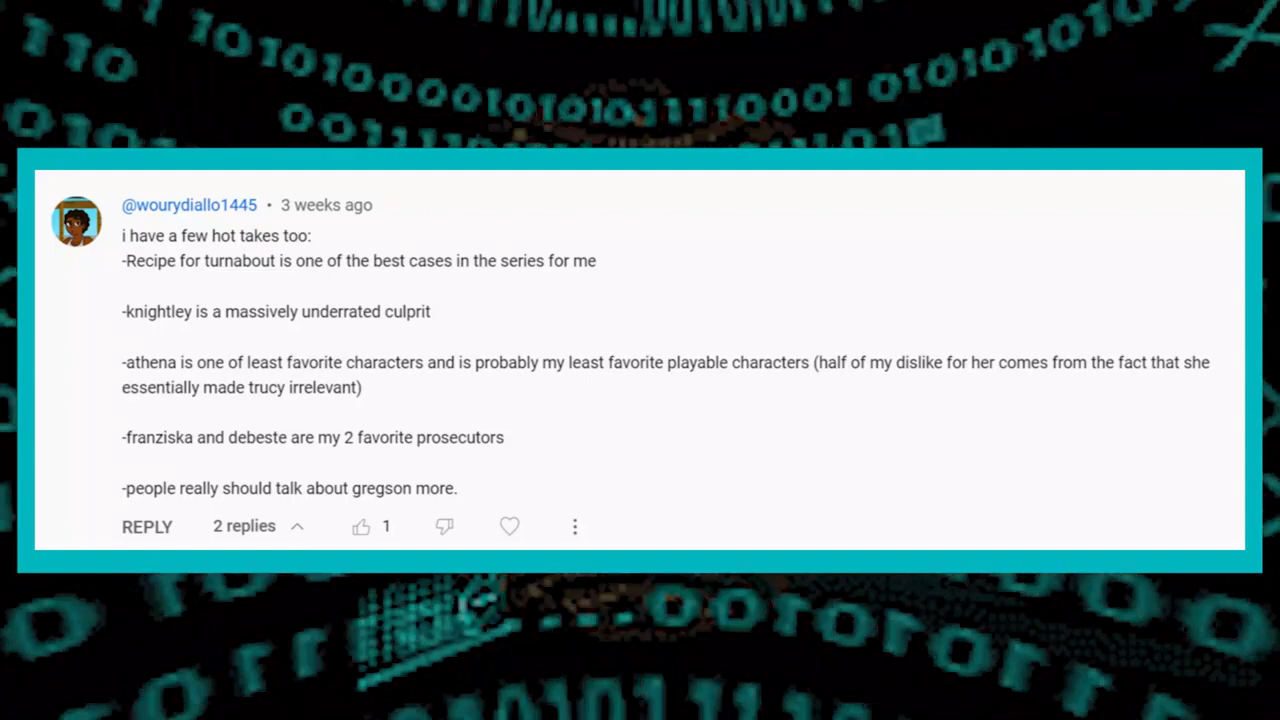 @wourydiallo1445 • 3 weeks ago
i have a few hot takes too:
-Recipe for turnabout is one of the best cases in the series for me
-knightley is a massively underrated culprit
-athena is one of least favorite characters and is probably my least favorite playable characters (half of my dislike for her comes from the fact that she
essentially made trucy irrelevant)
-franziska and debeste are my 2 favorite prosecutors
-people really should talk about gregson more.
REPLY 2 replies 1